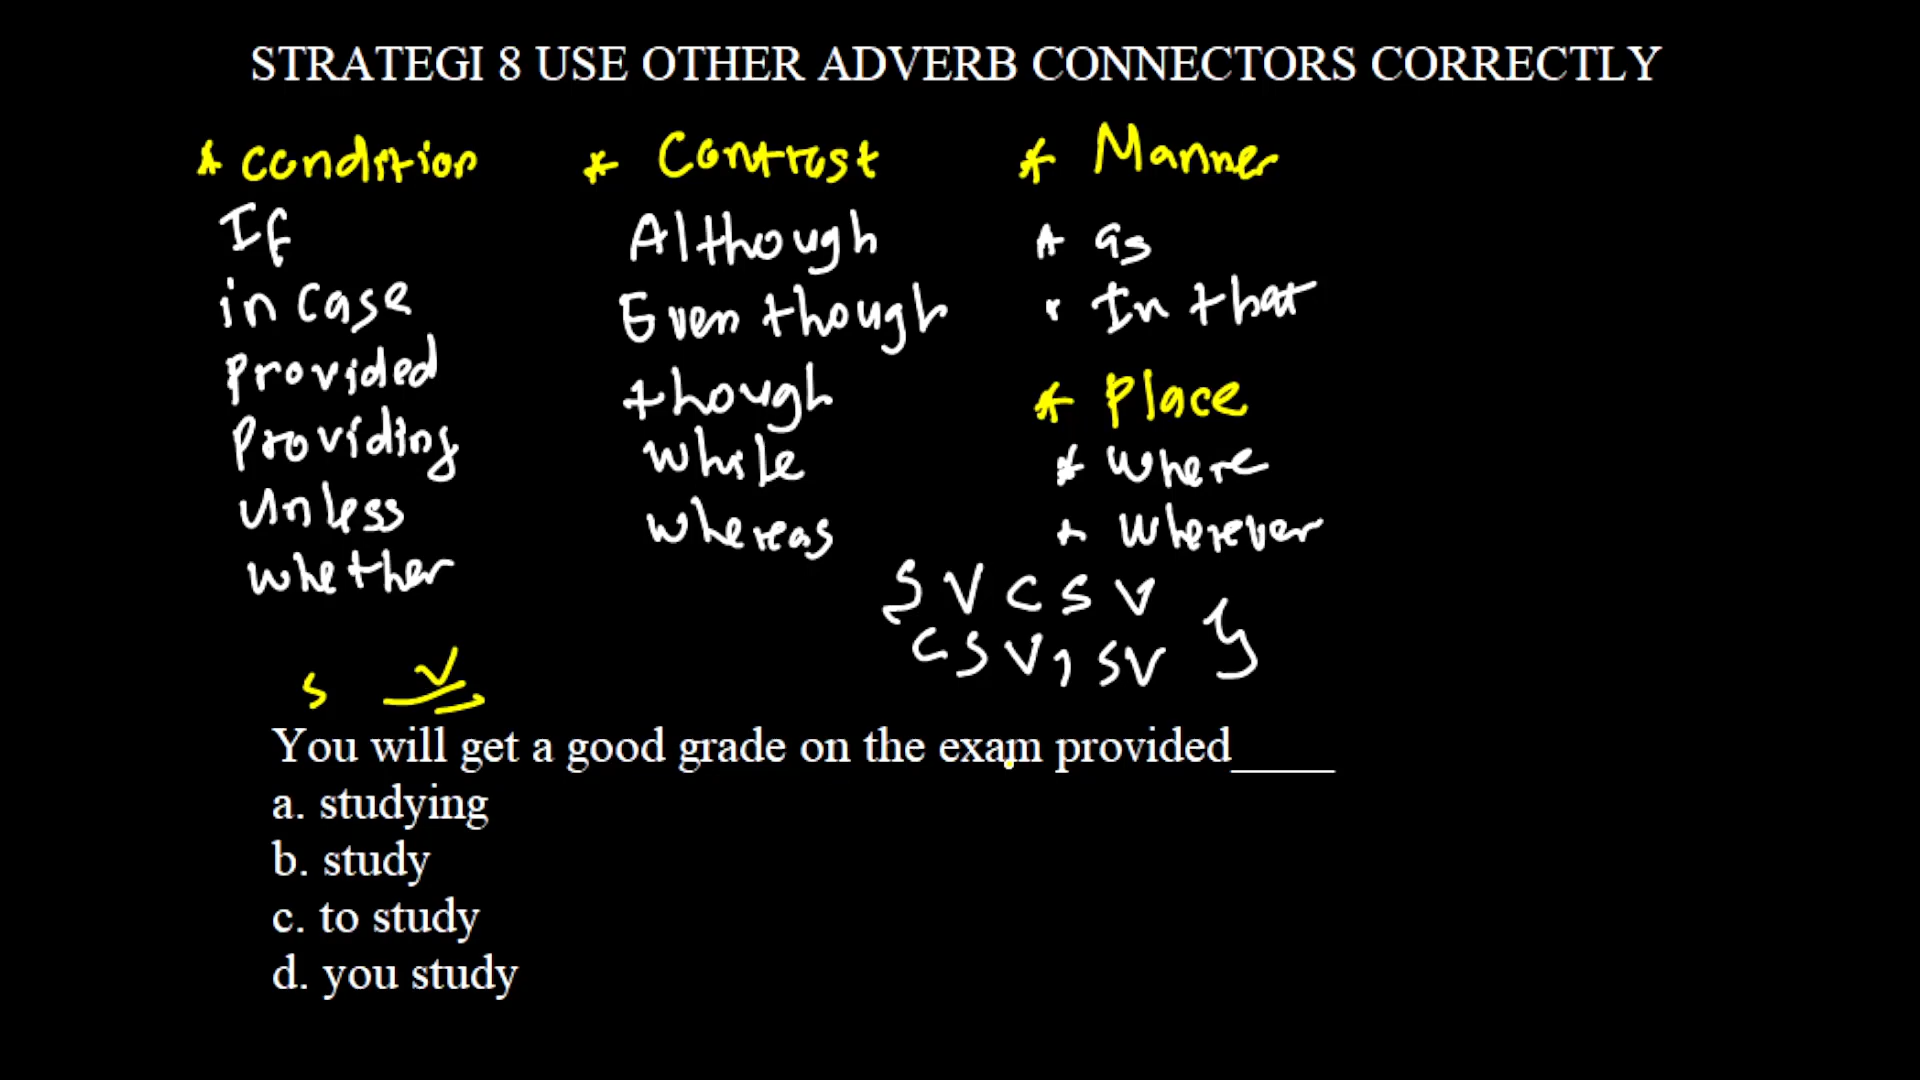 STRATEGI 8 USE OTHER ADVERB CONNECTORS CORRECTLY
* Condition
If
in case
Provided
Providing
Unless
Whether
* Contrast
Although
Even though
though
While
Whereas
* Manner
* as
* In that
* Place
* Where
* Wherever
S V C S V
C S V, S V
S V
You will get a good grade on the exam provided____
a. studying
b. study
c. to study
d. you study